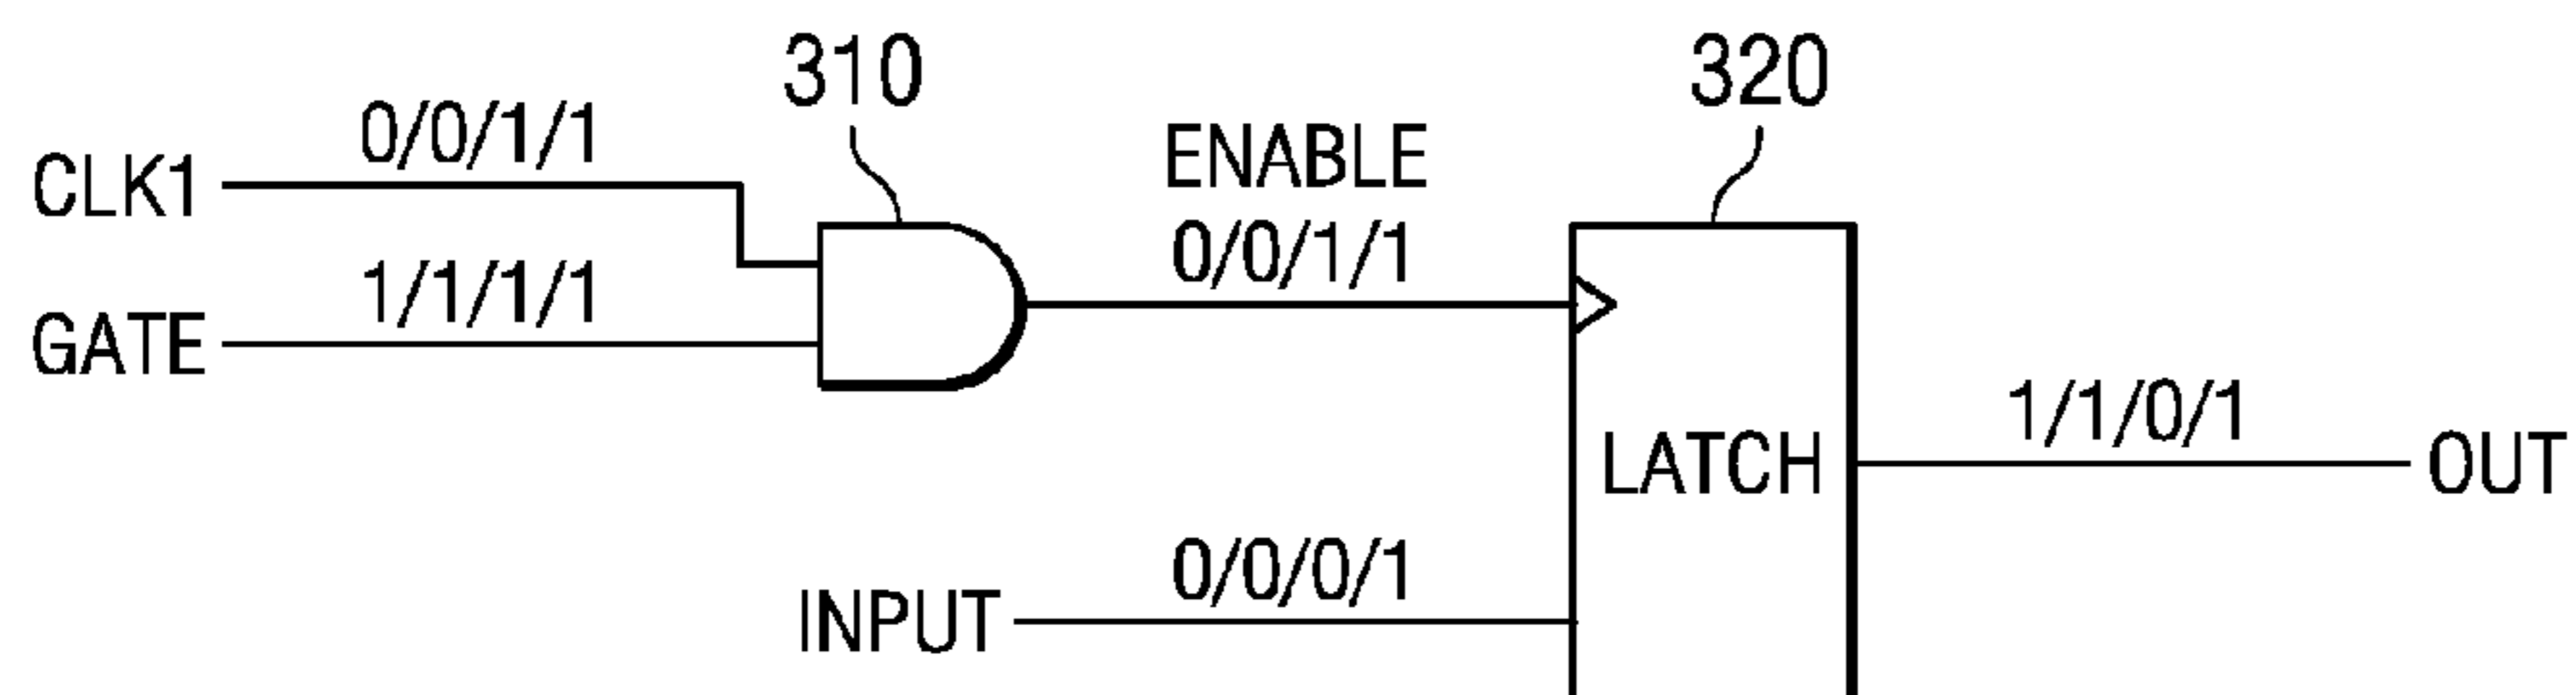 310
320
0/0/1/1
CLK1
ENABLE
0/0/1/1
1/1/1/1
GATE
1/1/0/1
LATCH
OUT
0/0/0/1
INPUT